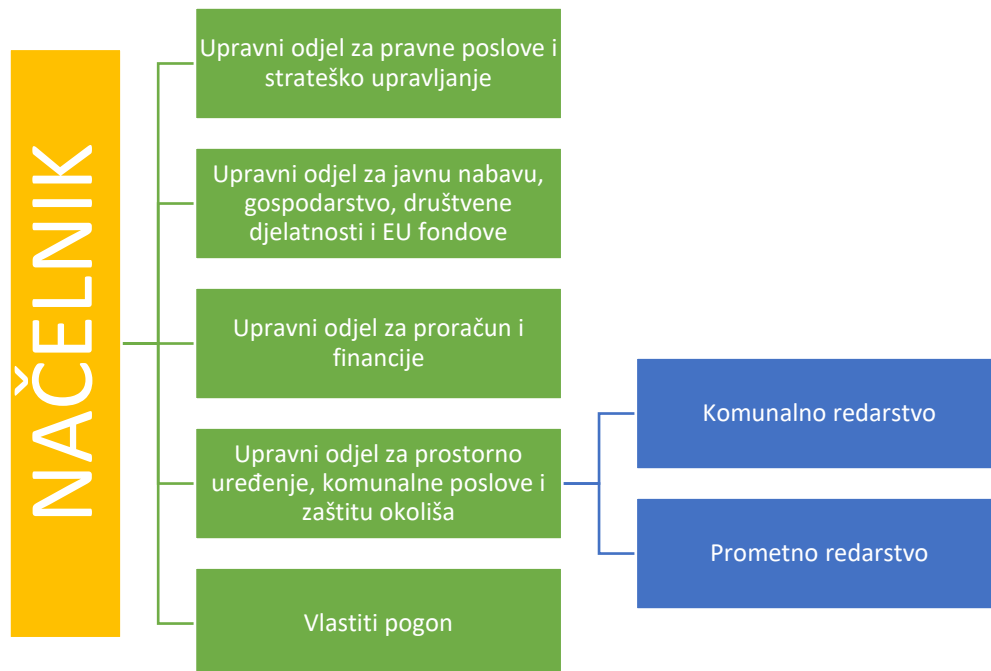 NAČELNIK
Upravni odjel za pravne poslove i
strateško upravljanje
Upravni odjel za javnu nabavu,
gospodarstvo, društvene
djelatnosti i EU fondove
Upravni odjel za proračun i
financije
Upravni odjel za prostorno
uređenje, komunalne poslove i
zaštitu okoliša
Komunalno redarstvo
Prometno redarstvo
Vlastiti pogon